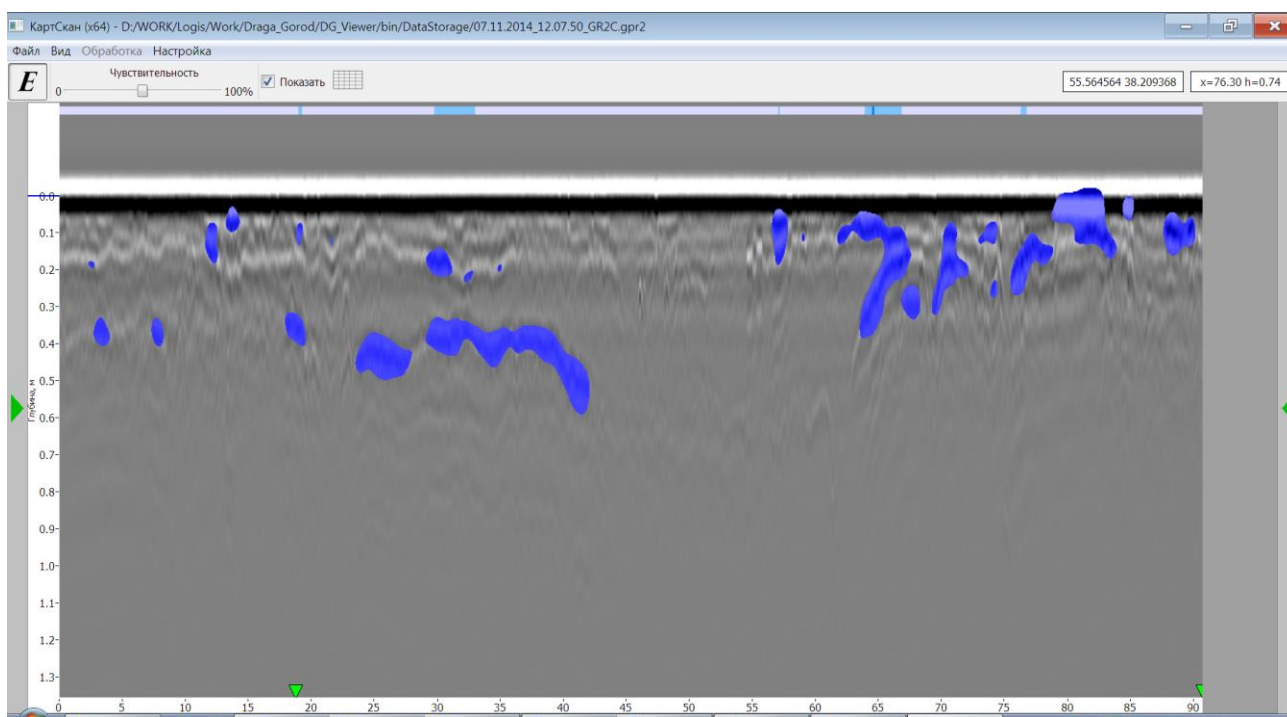 КартСкан (x64) - D:/WORK/Logis/Work/Draga_Gorod/DG_Viewer/bin/DataStorage/07.11.2014_12.07.50_GR2C.gpr2
Файл Вид Обработка Настройка
E
Чувствительность
0 100%
Показать
55.564564 38.209368 x=76.30 h=0.74
0.0
0.1
0.2
0.3
0.4
0.5
0.6
0.7
0.8
0.9
1.0
1.1
1.2
1.3
Глубина, м
0 5 10 15 20 25 30 35 40 45 50 55 60 65 70 75 80 85 90